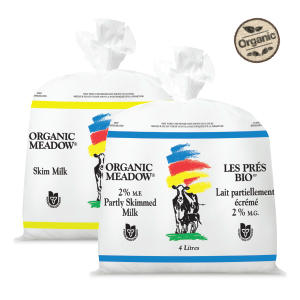 Organic
ORGANIC
MEADOW®
Skim Milk
ORGANIC
MEADOW®
2% M.F.
Partly Skimmed
Milk
LES PRÉS
BIO
Lait partiellement
écrémé
2% M.G.
4 Litres